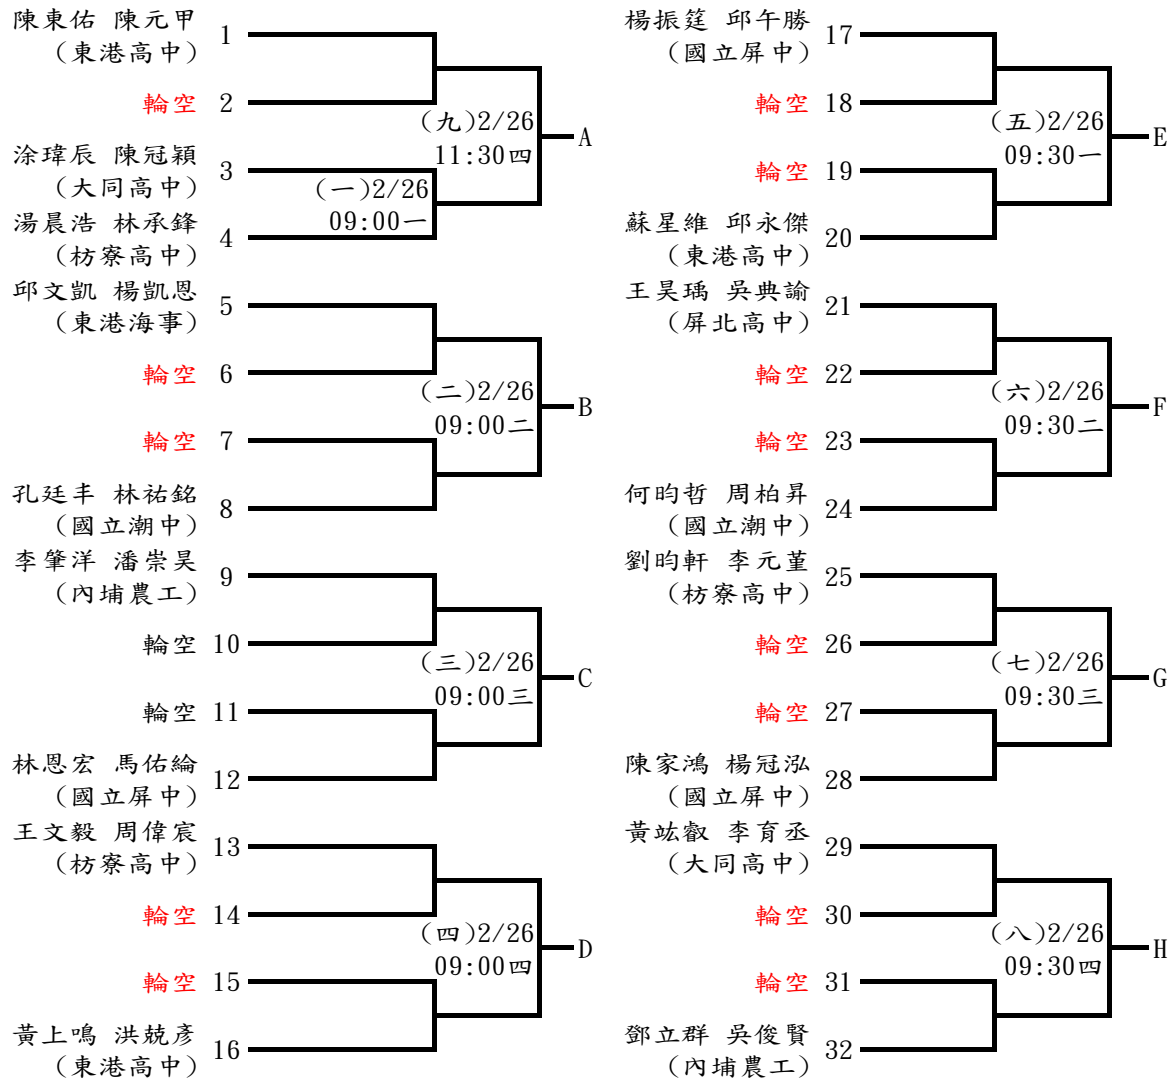 陳東佑 陳元甲
(東港高中)
1
輪空 2
(九)2/26
11:30四
A
涂瑋辰 陳冠穎
(大同高中)
3
(一)2/26
09:00一
湯晨浩 林承鋒
(枋寮高中)
4
邱文凱 楊凱恩
(東港海事)
5
輪空 6
(二)2/26
09:00二
B
輪空 7
孔廷丰 林祐銘
(國立潮中)
8
李肇洋 潘崇昊
(內埔農工)
9
輪空 10
(三)2/26
09:00三
C
輪空 11
林恩宏 馬佑綸
(國立屏中)
12
王文毅 周偉宸
(枋寮高中)
13
輪空 14
(四)2/26
09:00四
D
輪空 15
黃上鳴 洪兢彥
(東港高中)
16
楊振筳 邱午勝
(國立屏中)
17
輪空 18
(五)2/26
09:30一
E
輪空 19
蘇星維 邱永傑
(東港高中)
20
王昊瑀 吳典諭
(屏北高中)
21
輪空 22
(六)2/26
09:30二
F
輪空 23
何昀哲 周柏昇
(國立潮中)
24
劉昀軒 李元堇
(枋寮高中)
25
輪空 26
(七)2/26
09:30三
G
輪空 27
陳家鴻 楊冠泓
(國立屏中)
28
黃竑叡 李育丞
(大同高中)
29
輪空 30
(八)2/26
09:30四
H
輪空 31
鄧立群 吳俊賢
(內埔農工)
32